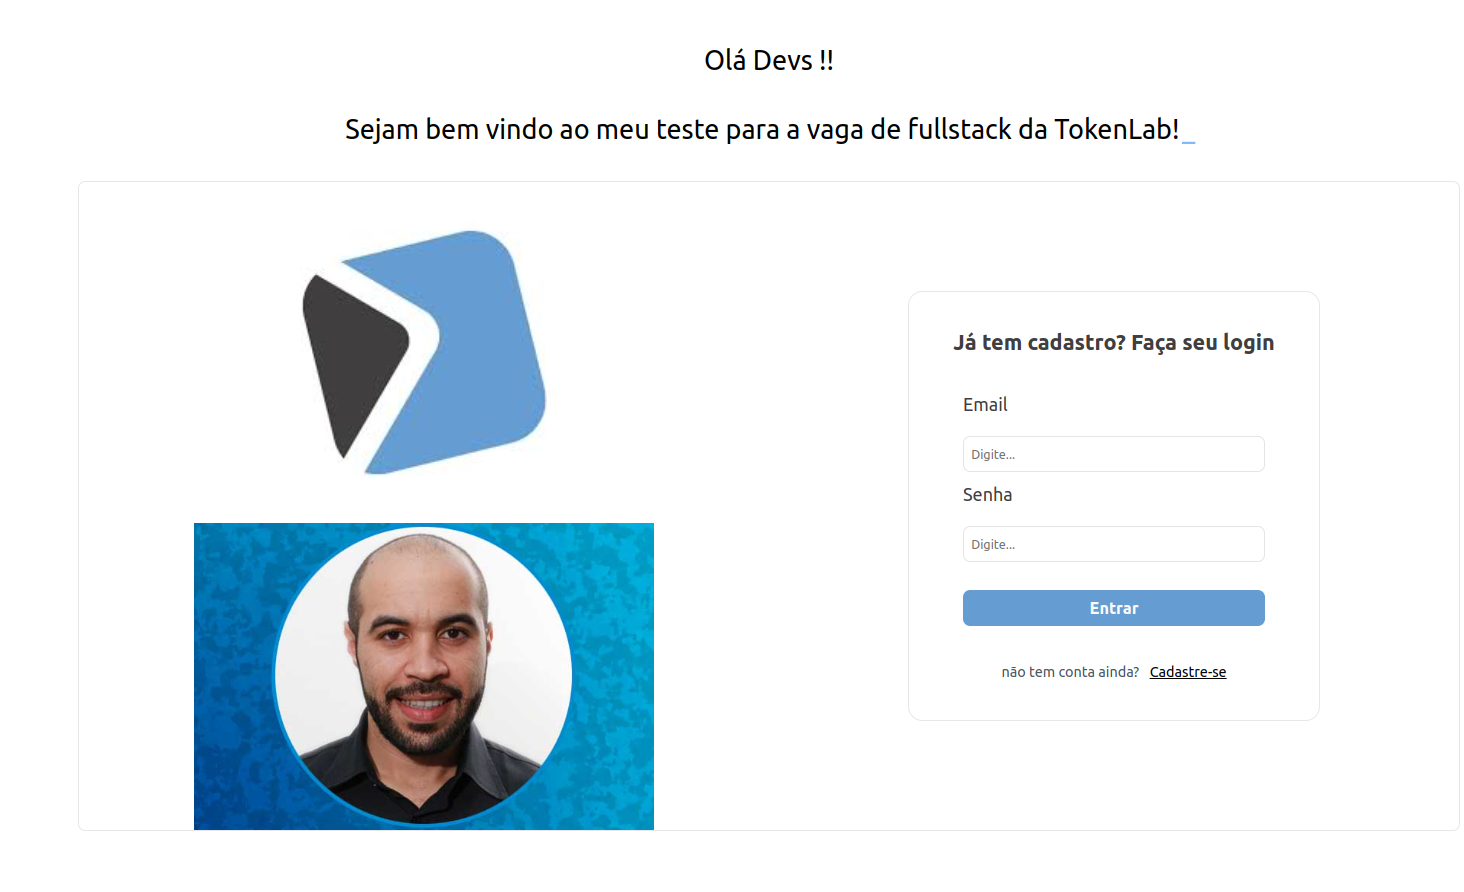 Olá Devs !!
Sejam bem vindo ao meu teste para a vaga de fullstack da TokenLab!_
Já tem cadastro? Faça seu login
Email
Digite...
Senha
Digite...
Entrar
não tem conta ainda? Cadastre-se